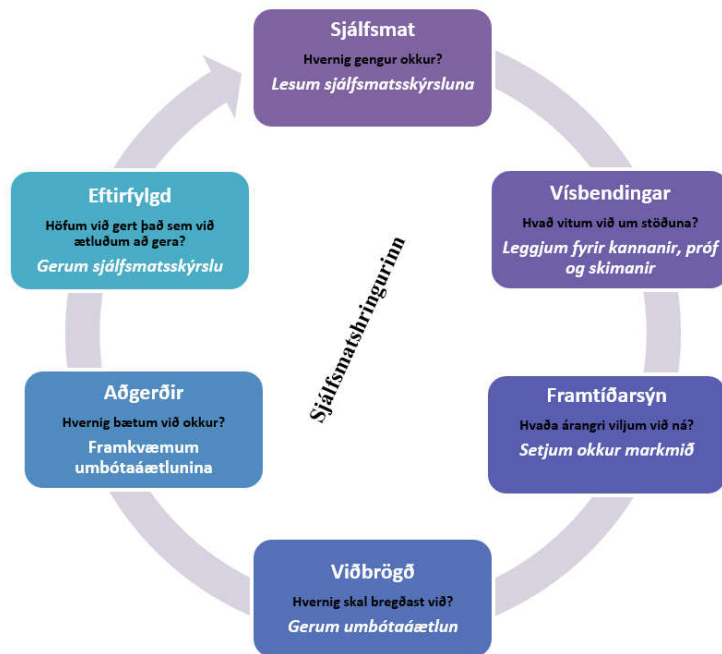 Sjálfsmat
Hvernig gengur okkur?
Lesum sjálfsmatsskýrsluna
Vísbendingar
Hvað vitum við um stöðuna?
Leggjum fyrir kannanir, próf
og skimanir
Framtíðarsýn
Hvaða árangri viljum við ná?
Setjum okkur markmið
Viðbrögð
Hvernig skal bregðast við?
Gerum umbótaáætlun
Aðgerðir
Hvernig bætum við okkur?
Framkvæmum
umbótaáætlunina
Eftirfylgd
Höfum við gert það sem við
ætluðum að gera?
Gerum sjálfsmatsskýrslu
Sjálfsmatshringurinn